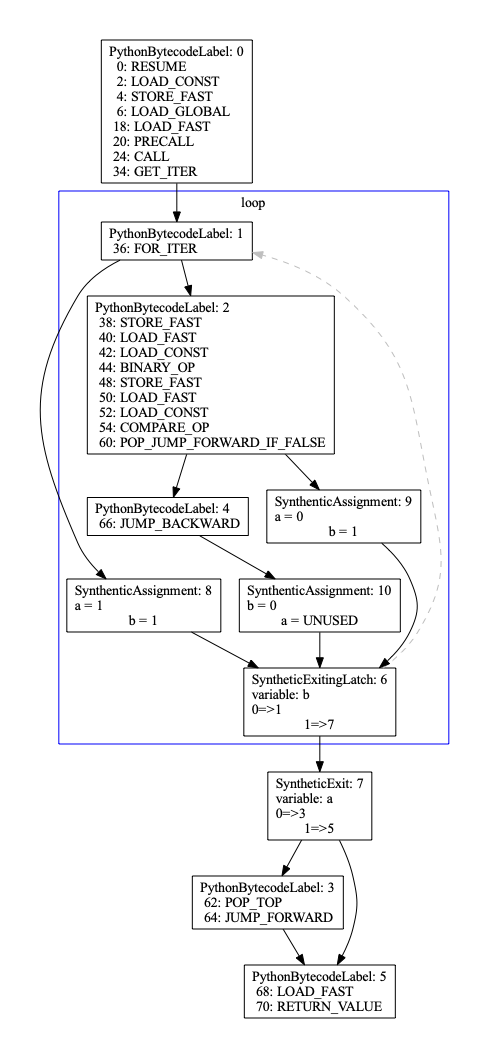 PythonBytecodeLabel: 0
0: RESUME
2: LOAD_CONST
4: STORE_FAST
6: LOAD_GLOBAL
18: LOAD_FAST
20: PRECALL
24: CALL
34: GET_ITER
loop
PythonBytecodeLabel: 1
36: FOR_ITER
PythonBytecodeLabel: 2
38: STORE_FAST
40: LOAD_FAST
42: LOAD_CONST
44: BINARY_OP
48: STORE_FAST
50: LOAD_FAST
52: LOAD_CONST
54: COMPARE_OP
60: POP_JUMP_FORWARD_IF_FALSE
PythonBytecodeLabel: 4
66: JUMP_BACKWARD
SynthenticAssignment: 9
a = 0
b = 1
SynthenticAssignment: 8
a = 1
b = 1
SynthenticAssignment: 10
b = 0
a = UNUSED
SyntheticExitingLatch: 6
variable: b
0=>1
1=>7
SyntheticExit: 7
variable: a
0=>3
1=>5
PythonBytecodeLabel: 3
62: POP_TOP
64: JUMP_FORWARD
PythonBytecodeLabel: 5
68: LOAD_FAST
70: RETURN_VALUE